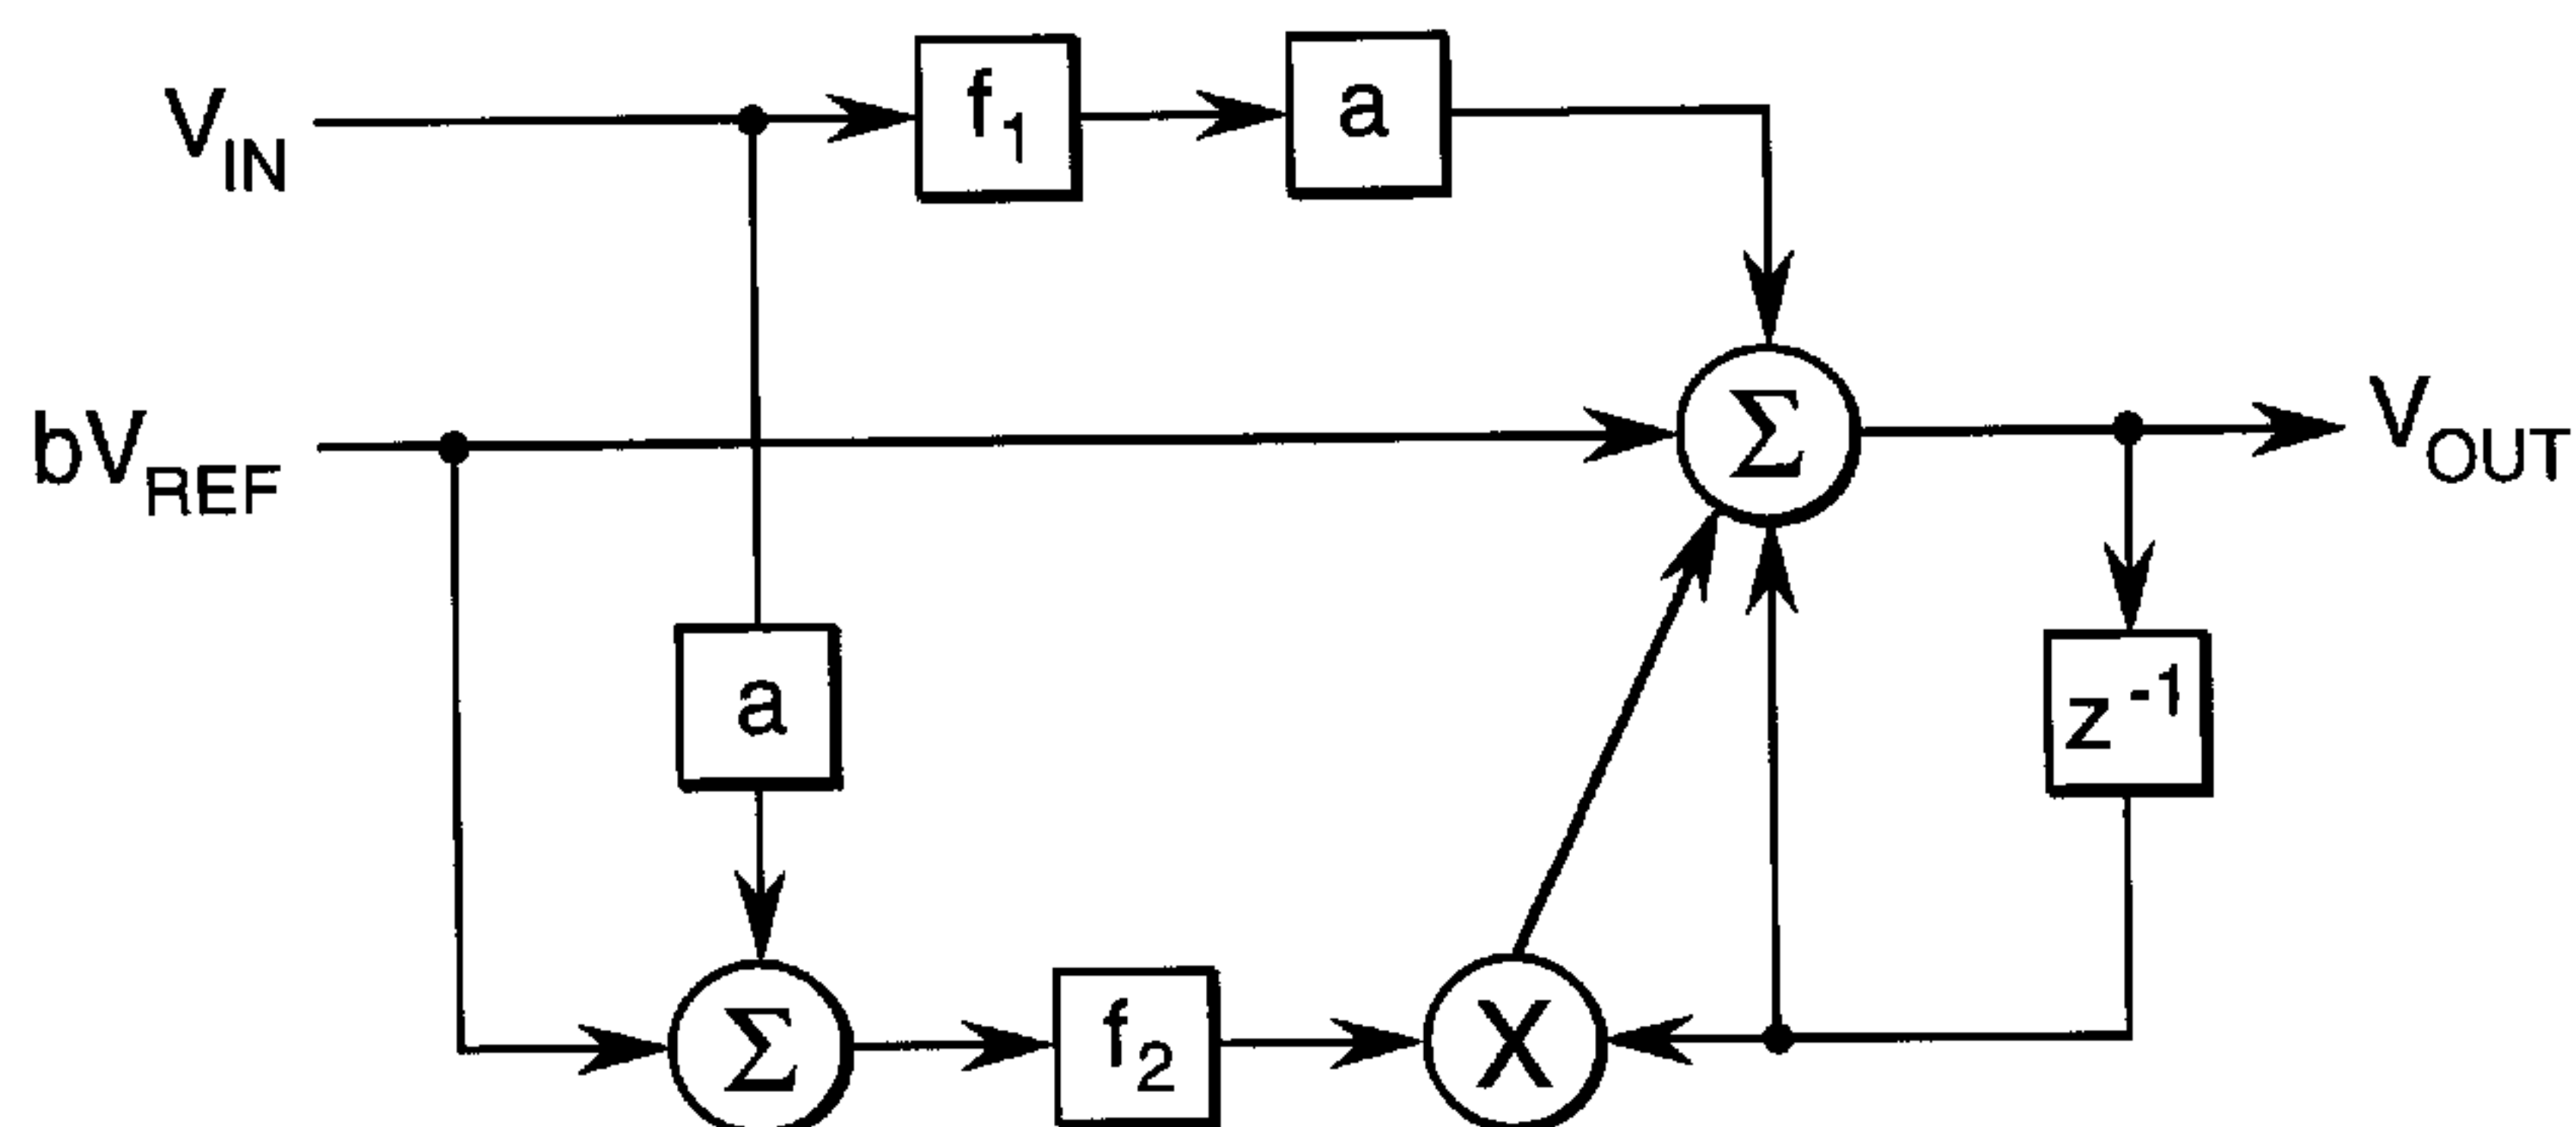 V_IN
f_1
a
bV_REF
Σ
V_OUT
a
z^-1
Σ
f_2
X